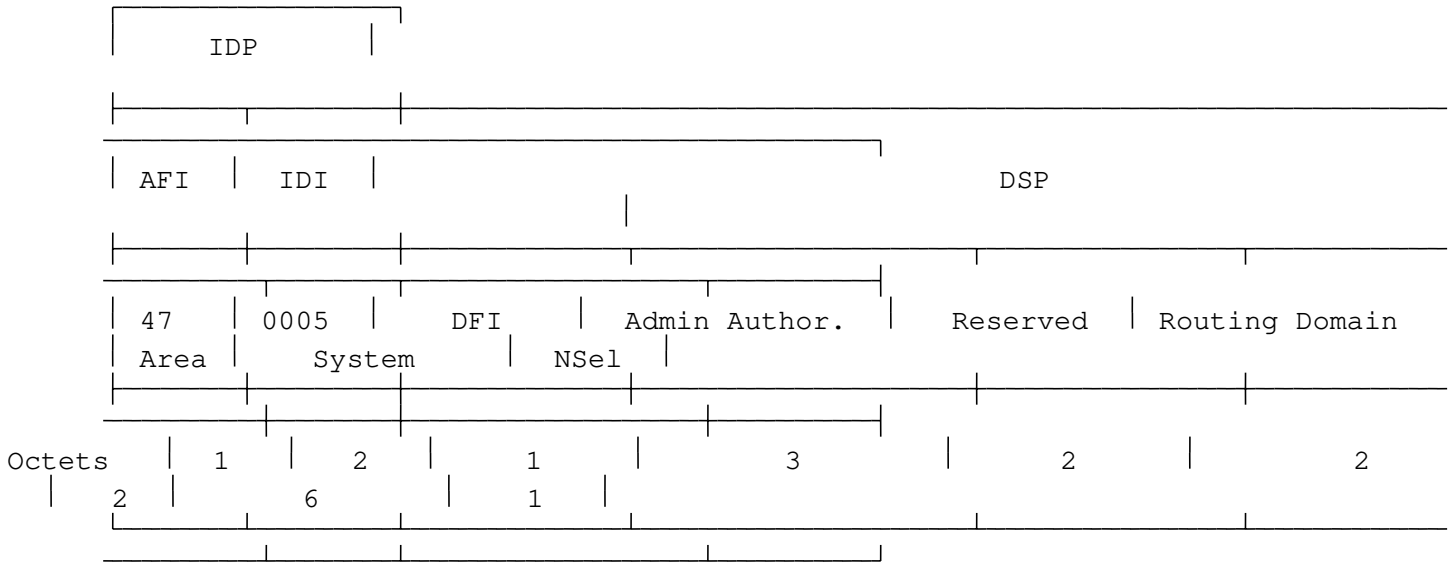 IDP
AFI IDI DSP
47 0005 DFI Admin Author. Reserved Routing Domain
Area System NSel
Octets 1 2 1 3 2 2
2 6 1